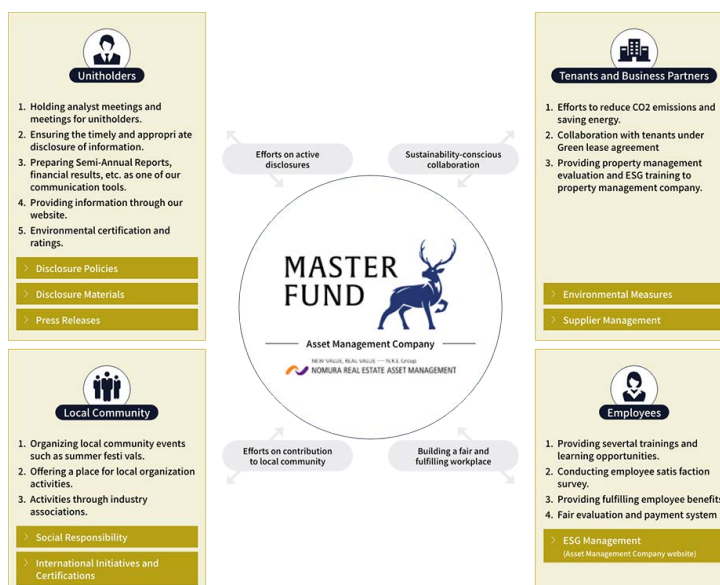 Unitholders
1. Holding analyst meetings and
meetings for unitholders.
2. Ensuring the timely and appropri ate
disclosure of information.
3. Preparing Semi-Annual Reports,
financial results, etc. as one of our
communication tools.
4. Providing information through our
website.
5. Environmental certification and
ratings.
Disclosure Policies
Disclosure Materials
Press Releases
Tenants and Business Partners
1. Efforts to reduce CO2 emissions and
saving energy.
2. Collaboration with tenants under
Green lease agreement
3. Providing property management
evaluation and ESG training to
property management company.
Environmental Measures
Supplier Management
Efforts on active
disclosures
Sustainability-conscious
collaboration
MASTER
FUND
Asset Management Company
NEW VALUE, REAL VALUE — N.R.E. Group
NOMURA REAL ESTATE ASSET MANAGEMENT
Efforts on contribution
to local community
Building a fair and
fulfilling workplace
Local Community
1. Organizing local community events
such as summer festi vals.
2. Offering a place for local organization
activities.
3. Activities through industry
associations.
Social Responsibility
International Initiatives and
Certifications
Employees
1. Providing severtal trainings and
learning opportunities.
2. Conducting employee satis faction
survey.
3. Providing fulfilling employee benefits
4. Fair evaluation and payment system
ESG Management
(Asset Management Company website)